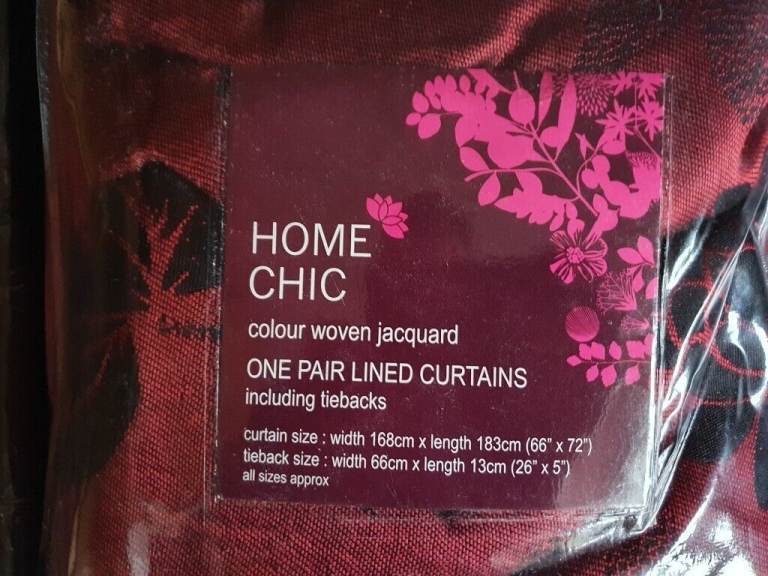 HOME
CHIC
colour woven jacquard
ONE PAIR LINED CURTAINS
including tiebacks
curtain size : width 168cm x length 183cm (66” x 72”)
tieback size : width 66cm x length 13cm (26” x 5”)
all sizes approx